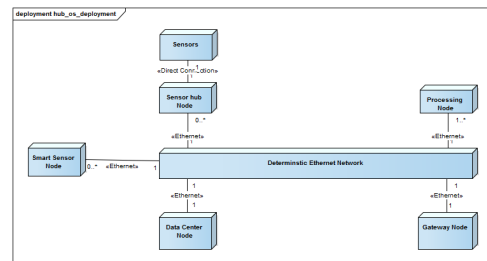 deployment hub_os_deployment
Sensors
1
«Direct Connection»
1
Sensor hub
Node
0..*
«Ethernet»
1
Processing
Node
1..*
«Ethernet»
1
Smart Sensor
Node
0..*
«Ethernet»
1
Determinstic Ethernet Network
1
«Ethernet»
1
Data Center
Node
1
«Ethernet»
1
Gateway Node